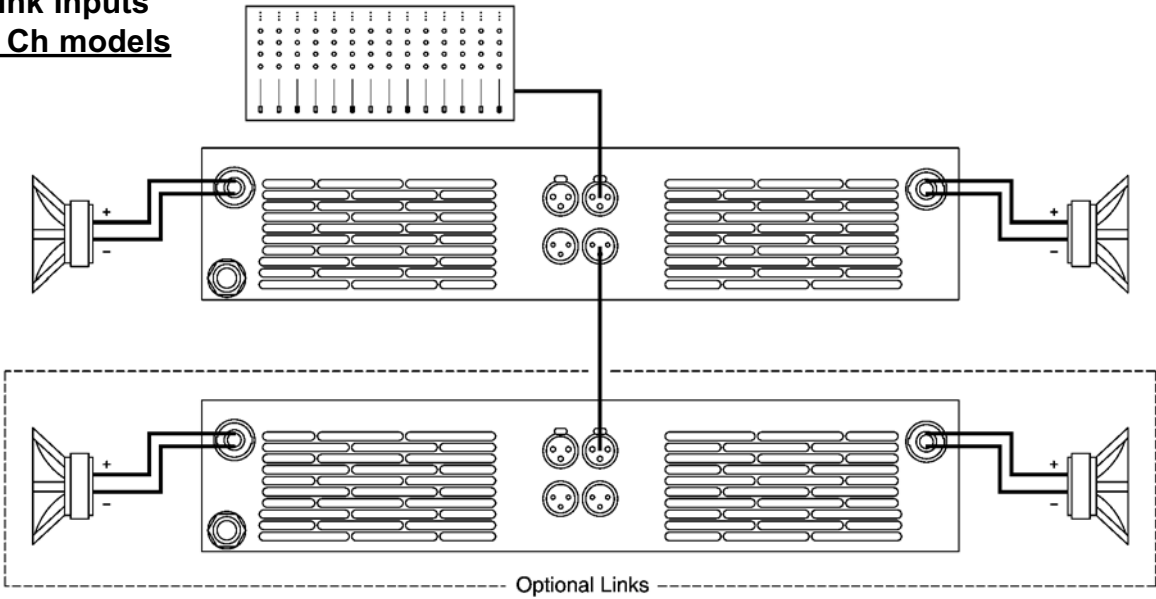 ink Inputs
Ch models
+
+
–
–
+
+
–
–
Optional Links